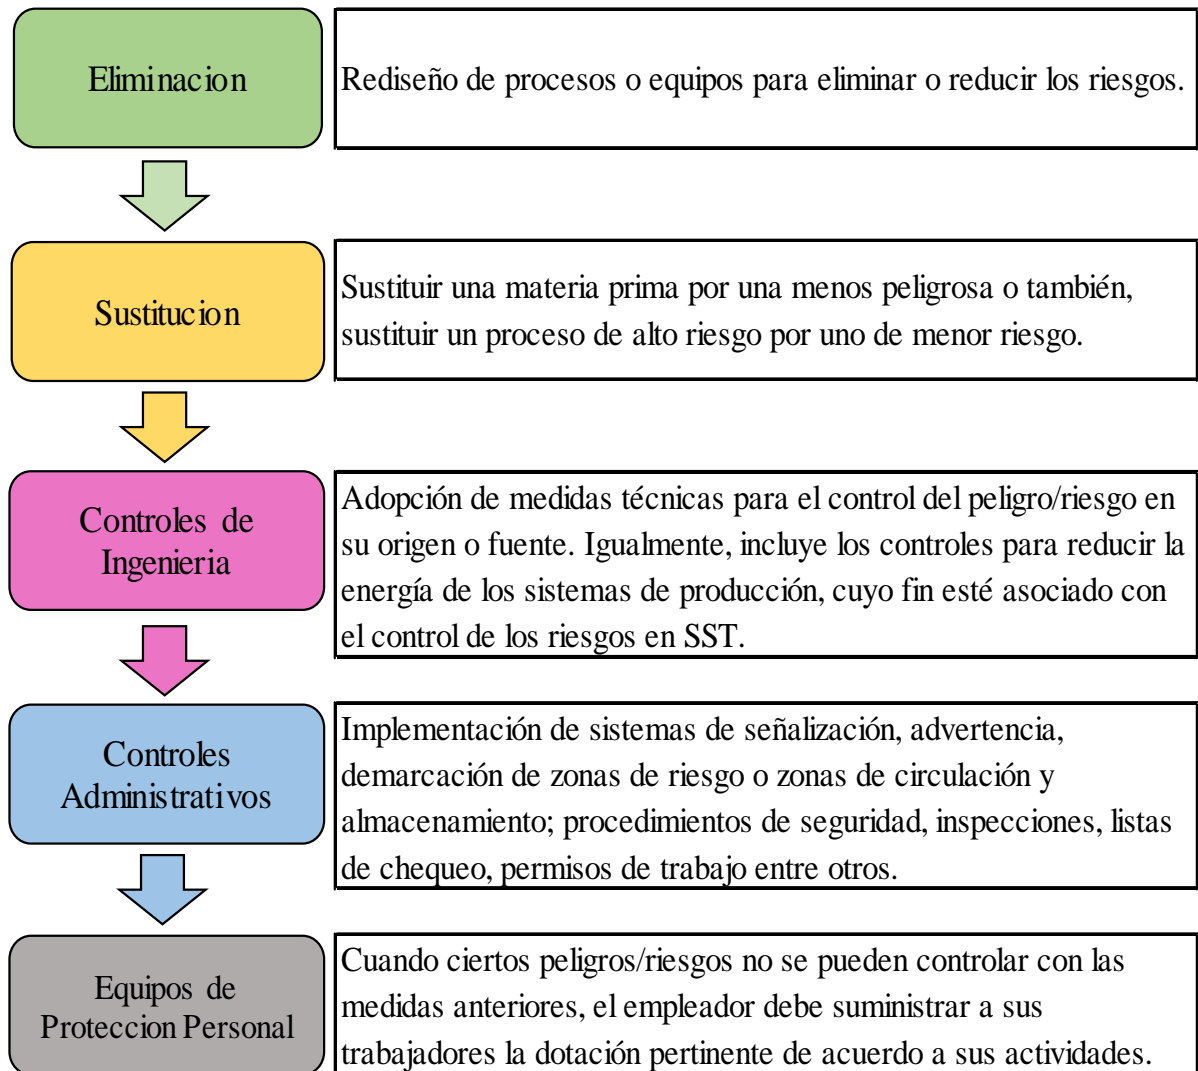 Eliminacion
Rediseño de procesos o equipos para eliminar o reducir los riesgos.
Sustitucion
Sustituir una materia prima por una menos peligrosa o también,
sustituir un proceso de alto riesgo por uno de menor riesgo.
Controles de
Ingenieria
Adopción de medidas técnicas para el control del peligro/riesgo en
su origen o fuente. Igualmente, incluye los controles para reducir la
energía de los sistemas de producción, cuyo fin esté asociado con
el control de los riesgos en SST.
Controles
Administrativos
Implementación de sistemas de señalización, advertencia,
demarcación de zonas de riesgo o zonas de circulación y
almacenamiento; procedimientos de seguridad, inspecciones, listas
de chequeo, permisos de trabajo entre otros.
Equipos de
Proteccion Personal
Cuando ciertos peligros/riesgos no se pueden controlar con las
medidas anteriores, el empleador debe suministrar a sus
trabajadores la dotación pertinente de acuerdo a sus actividades.